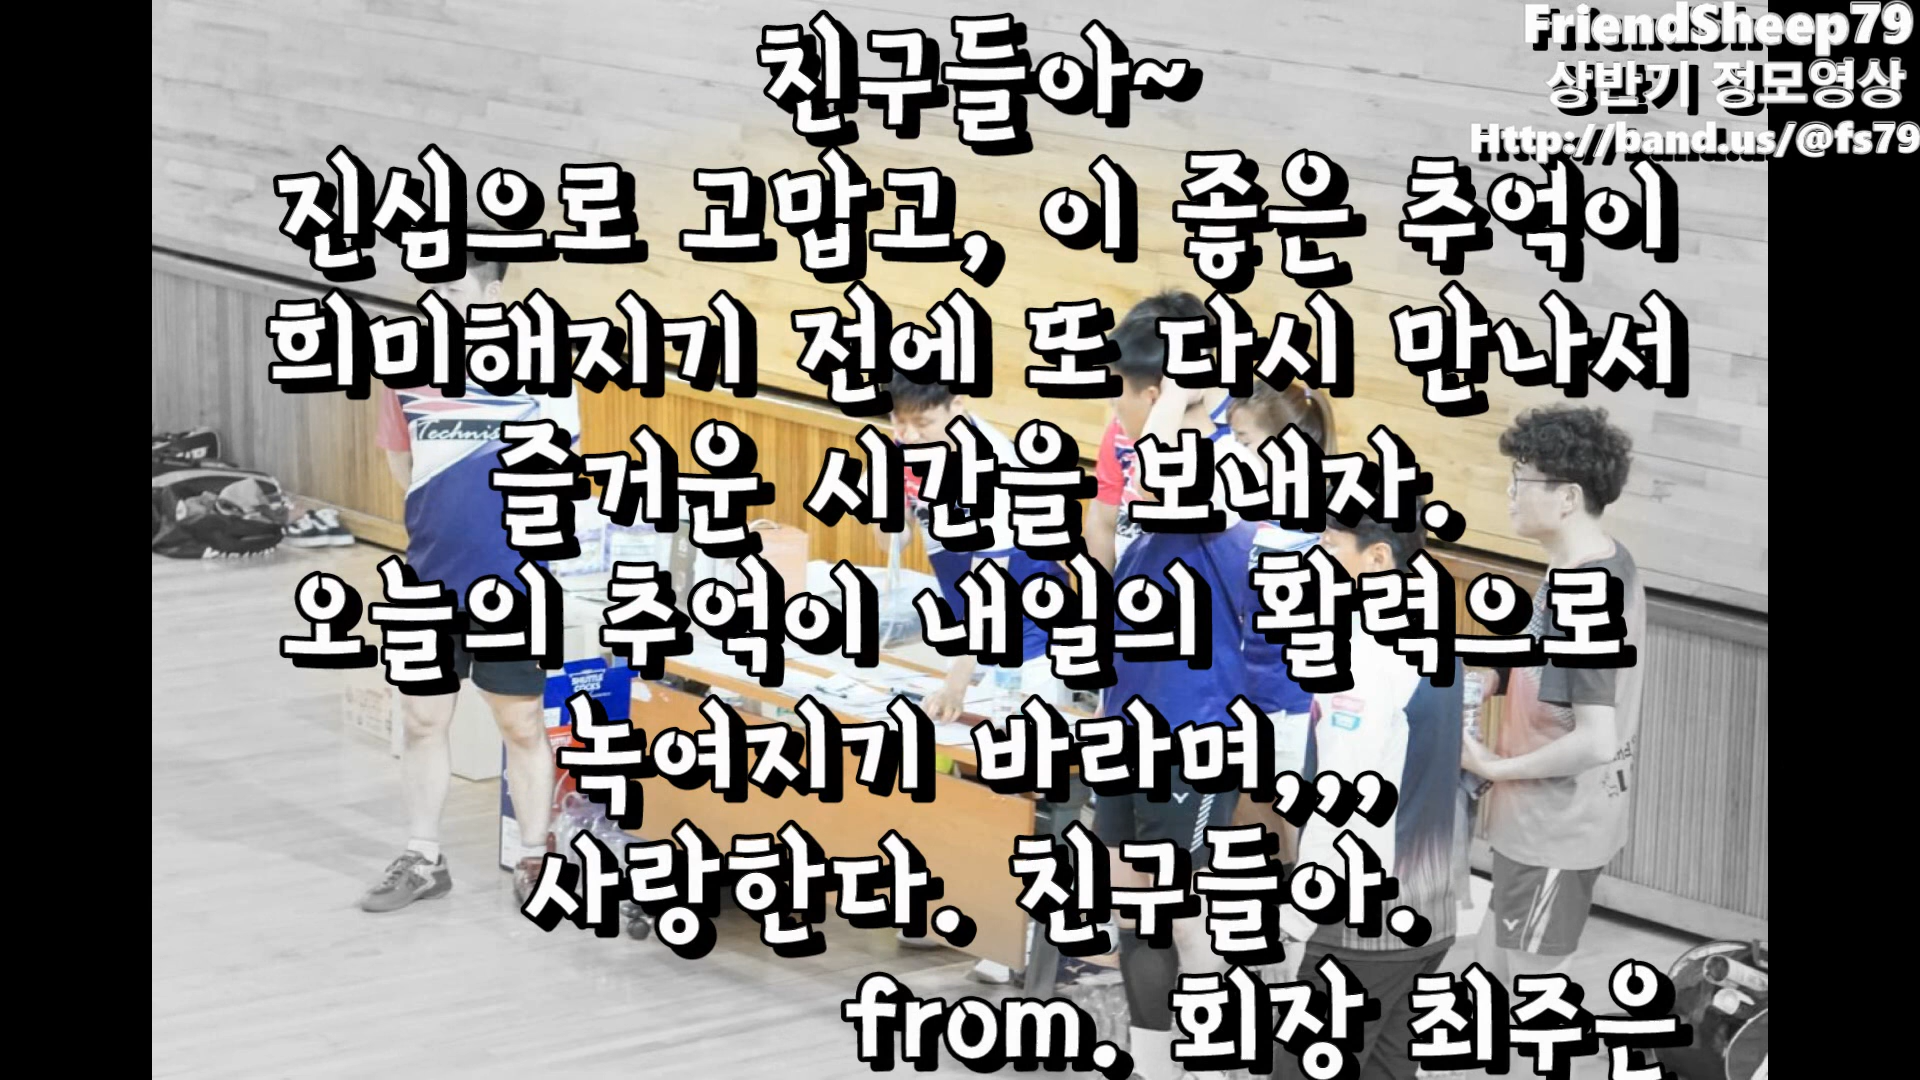 FriendSheep79
상반기 정모영상
Http://band.us/@fs79
친구들아~
진심으로 고맙고, 이 좋은 추억이
희미해지기 전에 또 다시 만나서
즐거운 시간을 보내자.
오늘의 추억이 내일의 활력으로
녹여지기 바라며,,,
사랑한다. 친구들아.
from. 회장 최주은
Technis
SHUTTLE
COCKS